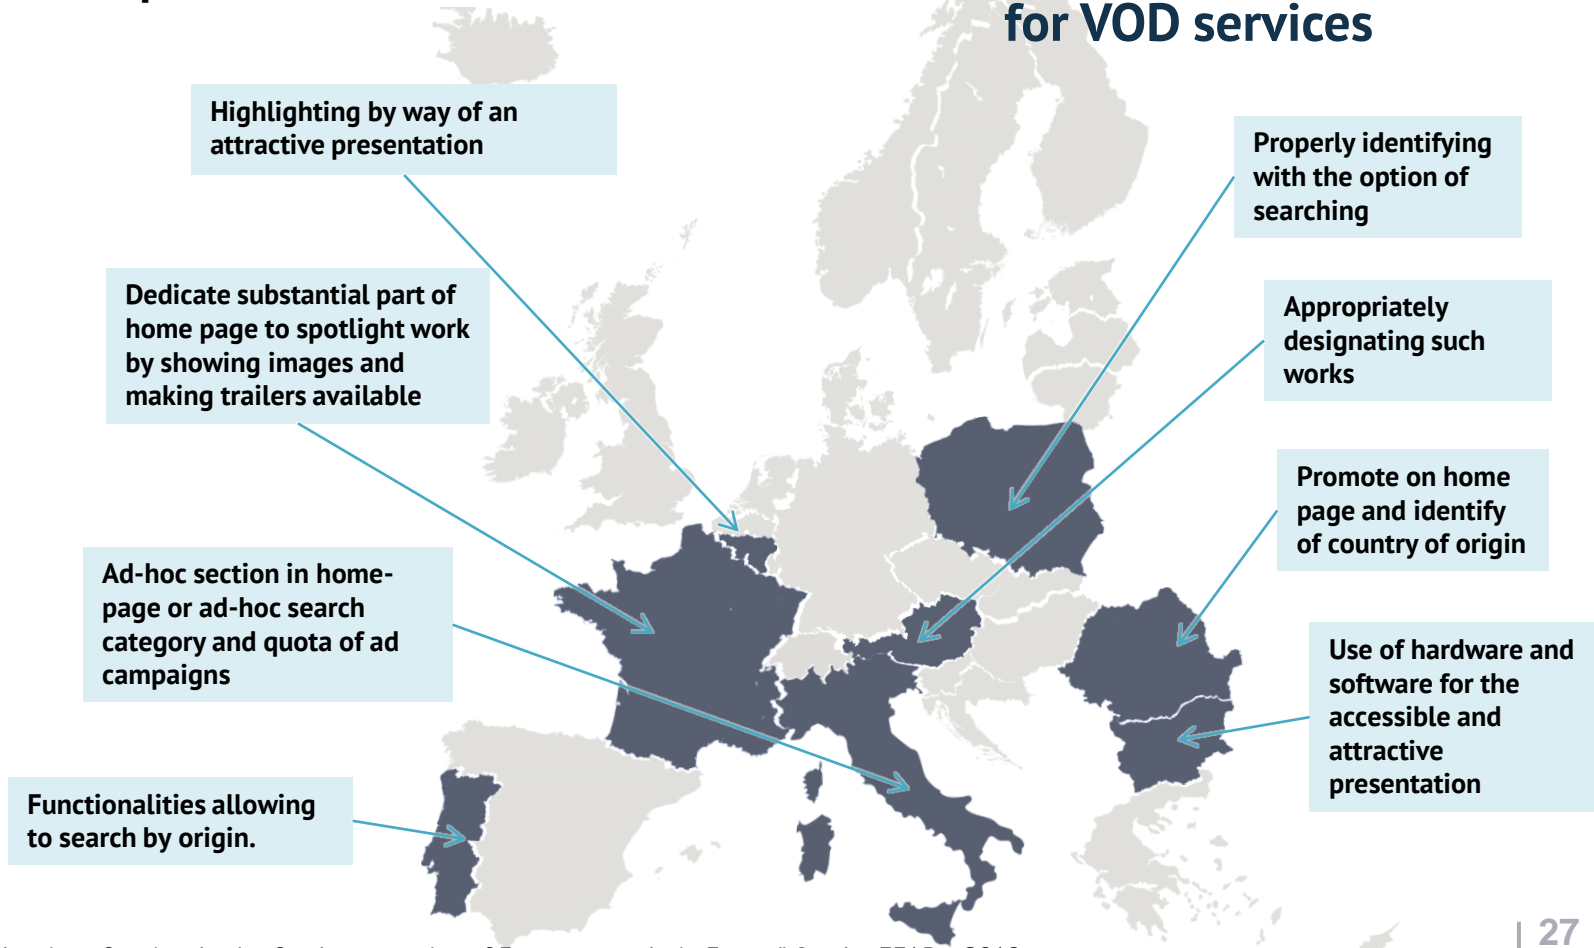 for VOD services
Highlighting by way of an
attractive presentation
Properly identifying
with the option of
searching
Dedicate substantial part of
home page to spotlight work
by showing images and
making trailers available
Appropriately
designating such
works
Promote on home
page and identify
of country of origin
Ad-hoc section in home-
page or ad-hoc search
category and quota of ad
campaigns
Use of hardware and
software for the
accessible and
attractive
presentation
Functionalities allowing
to search by origin.
| 27